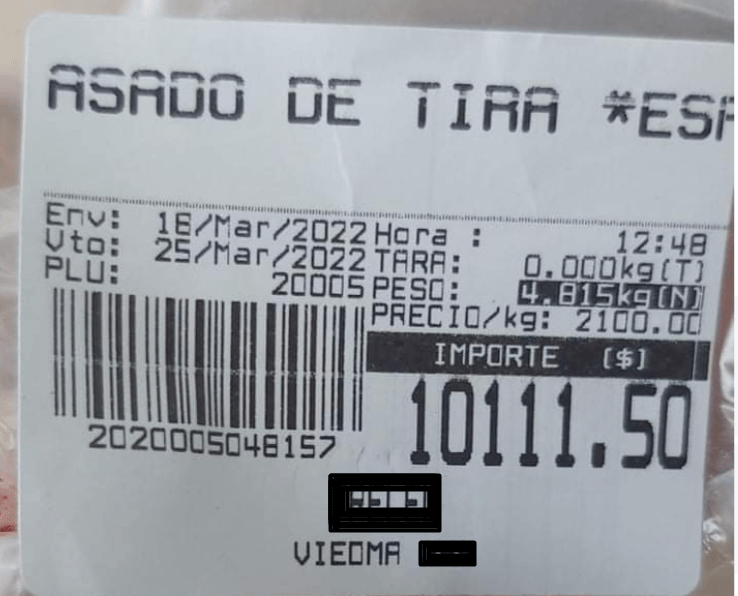 ASADO DE TIRA *ESP
Env: 18/Mar/2022 Hora : 12:48
Vto: 25/Mar/2022 TARA: 0.000kg(T)
PLU: 20005 PESO: 4.815kg(N)
PRECIO/kg: 2100.00
IMPORTE ($)
10111.50
2020005048157
VIEDMA